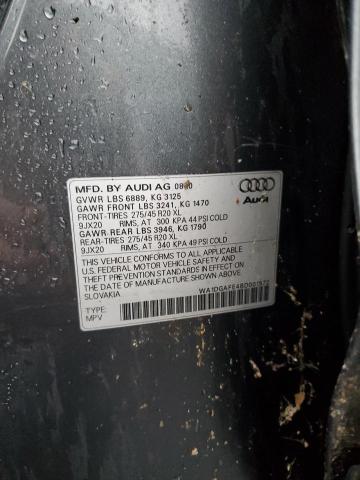 MFD. BY AUDI AG
GVWR LBS 6889, KG 3125
GAWR FRONT LBS 3241, KG 1470
FRONT-TIRES 275/45 R20 XL
9JX20 RIMS, AT 300 KPA 44 PSI COLD
GAWR-REAR LBS 3946, KG 1790
REAR-TIRES 275/45 R20 XL
9JX20 RIMS, AT 340 KPA 49 PSI COLD
THIS VEHICLE CONFORMS TO ALL APPLICABLE
U.S. FEDERAL MOTOR VEHICLE SAFETY AND
THEFT PREVENTION STANDARDS IN EFFECT ON
THE DATE OF MANUFACTURE SHOWN ABOVE.
SLOVAKIA
TYPE:
MPV
Audi